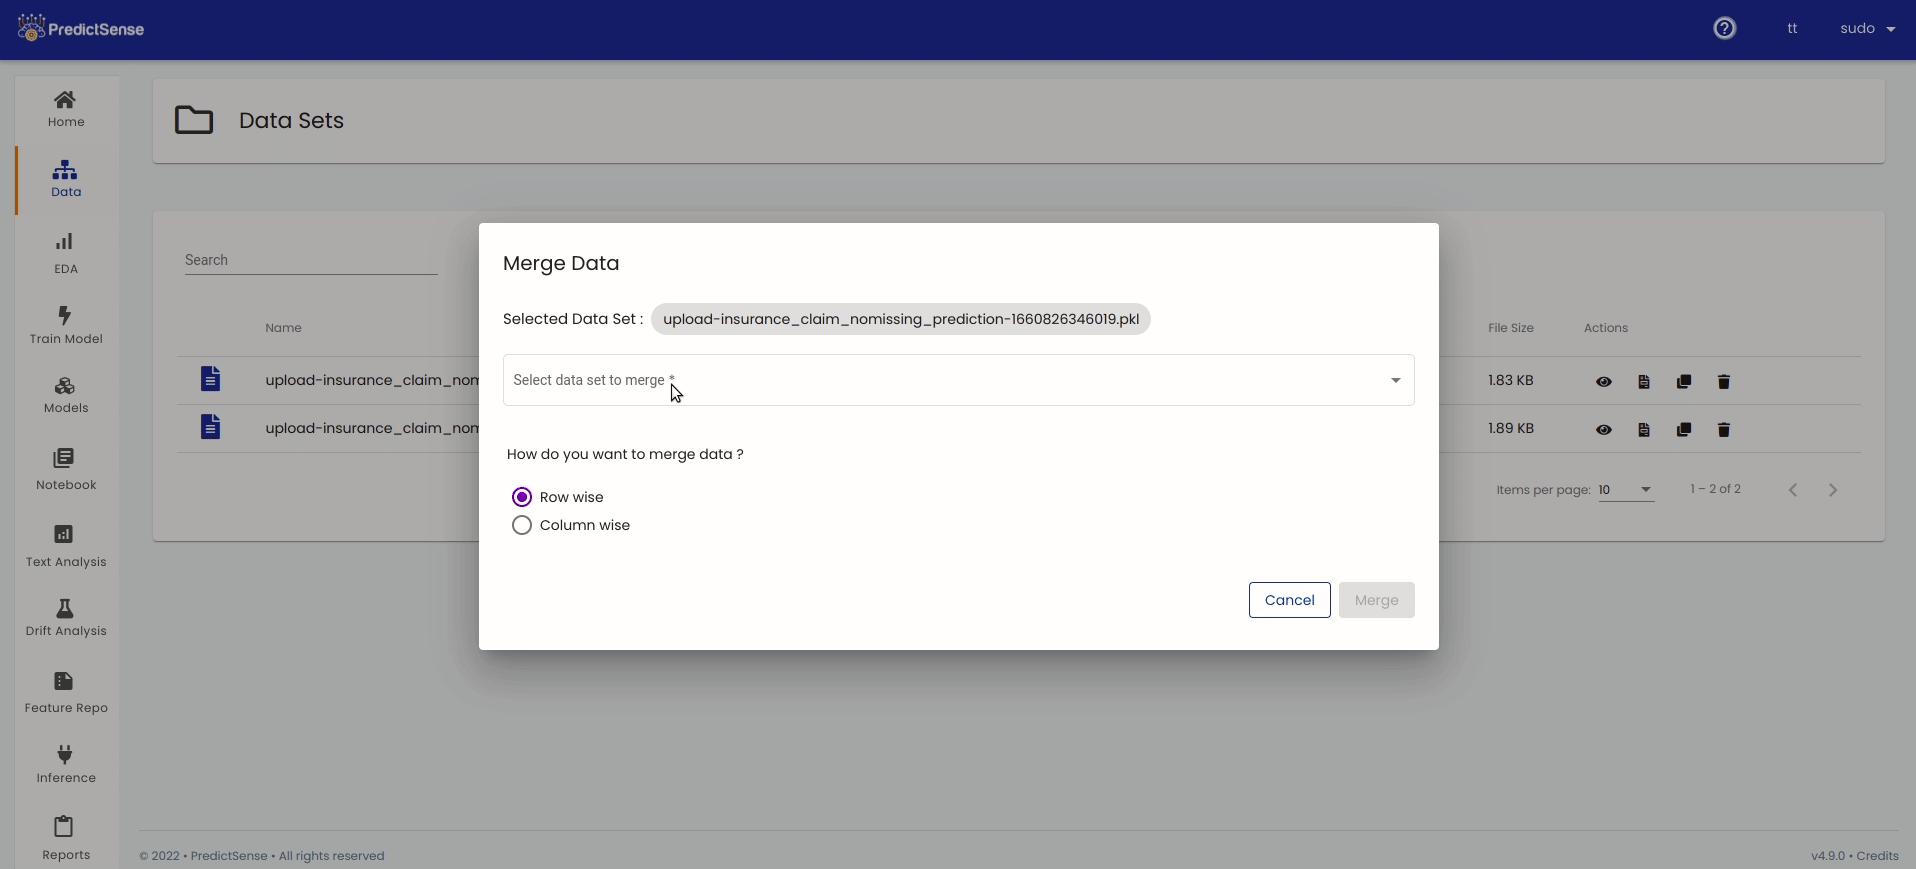 PredictSense
? tt sudo
Home
Data
EDA
Train Model
Models
Notebook
Text Analysis
Drift Analysis
Feature Repo
Inference
Reports
Data Sets
Search
Name File Size Actions
upload-insurance_claim_nom 1.83 KB
upload-insurance_claim_nom 1.89 KB
Items per page: 10 1 – 2 of 2
Merge Data
Selected Data Set : upload-insurance_claim_nomissing_prediction-1660826346019.pkl
Select data set to merge *
How do you want to merge data ?
Row wise
Column wise
Cancel Merge
© 2022 • PredictSense • All rights reserved v4.9.0 • Credits